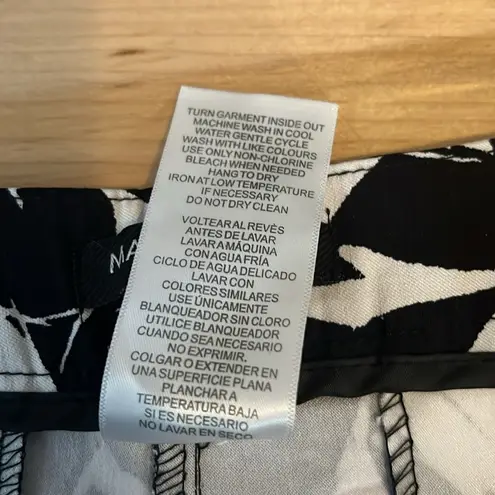 TURN GARMENT INSIDE OUT
MACHINE WASH IN COOL
WATER GENTLE CYCLE
WASH WITH LIKE COLOURS
USE ONLY NON-CHLORINE
BLEACH WHEN NEEDED
HANG TO DRY
IRON AT LOW TEMPERATURE
IF NECESSARY
DO NOT DRY CLEAN
VOLTEAR AL REVÈS
ANTES DE LAVAR
LAVAR A MÁQUINA
CON AGUA FRÍA
CICLO DE AGUA DELICADO
LAVAR CON
COLORES SIMILARES
USE ÚNICAMENTE
BLANQUEADOR SIN CLORO
UTILICE BLANQUEADOR
CUANDO SEA NECESARIO
NO EXPRIMIR.
COLGAR O EXTENDER EN
UNA SUPERFICIE PLANA
PLANCHAR A
TEMPERATURA BAJA
SI ES NECESARIO
NO LAVAR EN SECO
MA